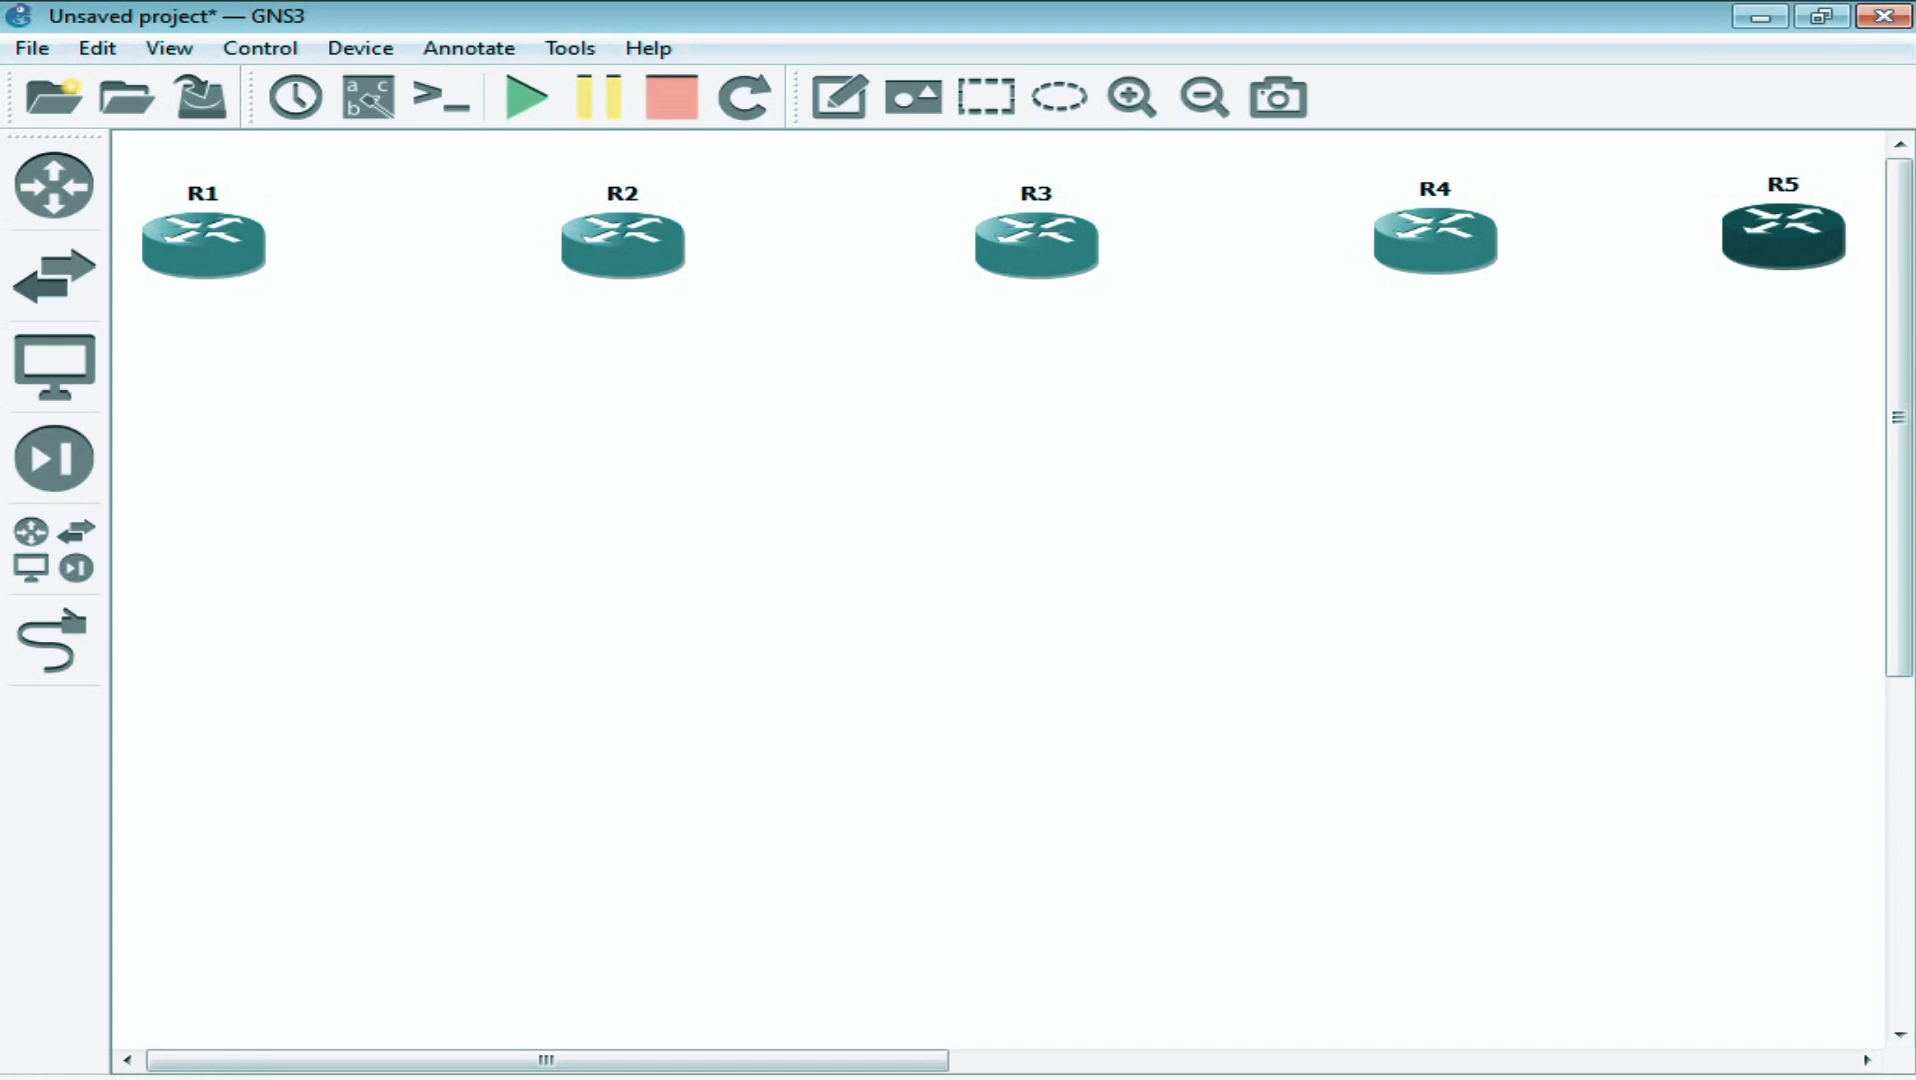 Unsaved project* — GNS3
File Edit View Control Device Annotate Tools Help
a c
b
R1 R2 R3 R4 R5